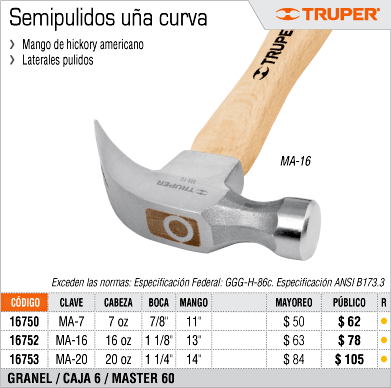 Semipulidos uña curva
TRUPER®
❯ Mango de hickory americano
❯ Laterales pulidos
TRUPER
MA-16
TRUPER
Exceden las normas: Especificación Federal: GGG-H-86c. Especificación ANSI B173.3
CÓDIGO CLAVE CABEZA BOCA MANGO MAYOREO PÚBLICO R
16750 MA-7 7 oz 7/8" 11" $ 50 $ 62
16752 MA-16 16 oz 1 1/8" 13" $ 63 $ 78
16753 MA-20 20 oz 1 1/4" 14" $ 84 $ 105
GRANEL / CAJA 6 / MASTER 60